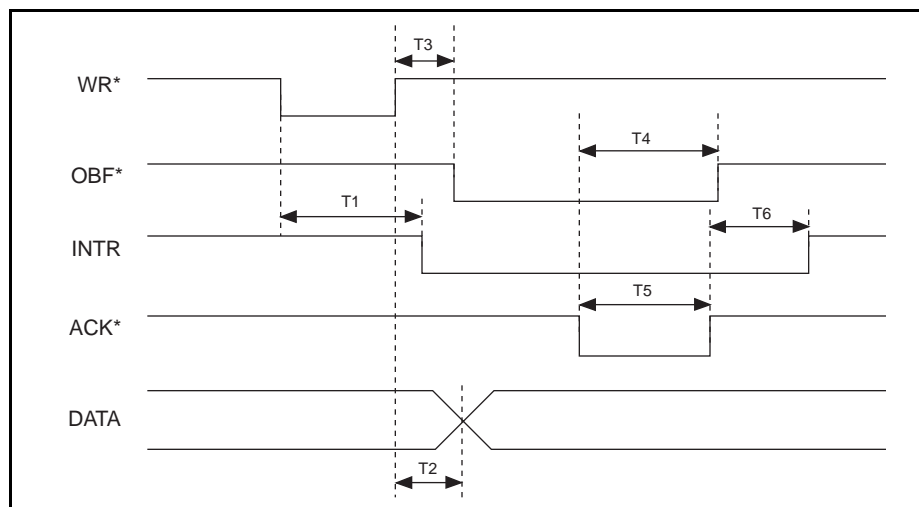 T3
WR*
T4
OBF*
T1
T6
INTR
T5
ACK*
DATA
T2